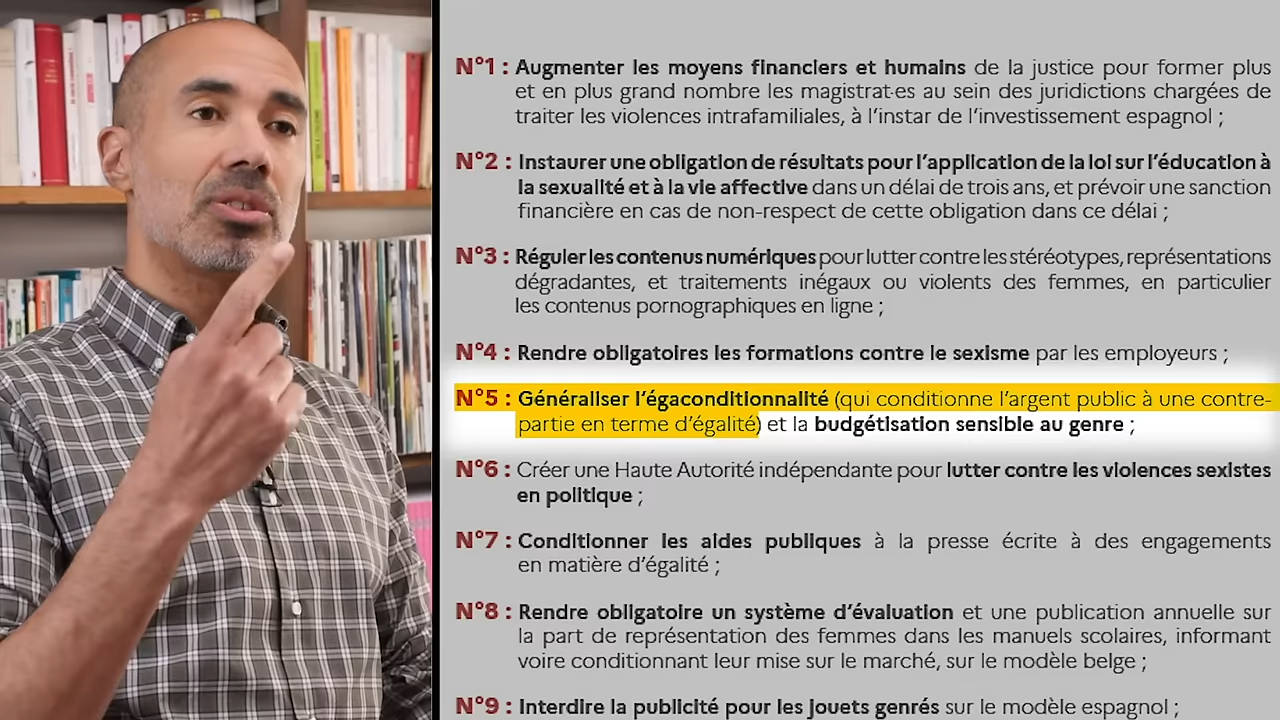 N°1 : Augmenter les moyens financiers et humains de la justice pour former plus
et en plus grand nombre les magistrat·es au sein des juridictions chargées de
traiter les violences intrafamiliales, à l'instar de l'investissement espagnol ;
N°2 : Instaurer une obligation de résultats pour l'application de la loi sur l'éducation à
la sexualité et à la vie affective dans un délai de trois ans, et prévoir une sanction
financière en cas de non-respect de cette obligation dans ce délai ;
N°3 : Réguler les contenus numériques pour lutter contre les stéréotypes, représentations
dégradantes, et traitements inégaux ou violents des femmes, en particulier
les contenus pornographiques en ligne ;
N°4 : Rendre obligatoires les formations contre le sexisme par les employeurs ;
N°5 : Généraliser l'égaconditionnalité (qui conditionne l'argent public à une contre-
partie en terme d'égalité) et la budgétisation sensible au genre ;
N°6 : Créer une Haute Autorité indépendante pour lutter contre les violences sexistes
en politique ;
N°7 : Conditionner les aides publiques à la presse écrite à des engagements
en matière d'égalité ;
N°8 : Rendre obligatoire un système d'évaluation et une publication annuelle sur
la part de représentation des femmes dans les manuels scolaires, informant
voire conditionnant leur mise sur le marché, sur le modèle belge ;
N°9 : Interdire la publicité pour les jouets genrés sur le modèle espagnol ;